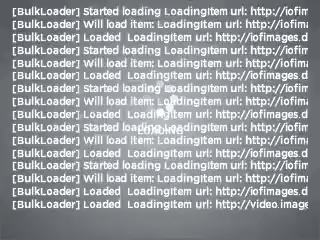 [BulkLoader] Started loading LoadingItem url: http://iofim
[BulkLoader] Will load item: LoadingItem url: http://iofima
[BulkLoader] Loaded  LoadingItem url: http://iofimages.d
[BulkLoader] Started loading LoadingItem url: http://iofim
[BulkLoader] Will load item: LoadingItem url: http://iofima
[BulkLoader] Loaded  LoadingItem url: http://iofimages.d
[BulkLoader] Started loading LoadingItem url: http://iofim
[BulkLoader] Will load item: LoadingItem url: http://iofima
[BulkLoader] Loaded  LoadingItem url: http://iofimages.d
[BulkLoader] Started loading LoadingItem url: http://iofim
[BulkLoader] Will load item: LoadingItem url: http://iofima
[BulkLoader] Loaded  LoadingItem url: http://iofimages.d
[BulkLoader] Started loading LoadingItem url: http://iofim
[BulkLoader] Will load item: LoadingItem url: http://iofima
[BulkLoader] Loaded  LoadingItem url: http://iofimages.d
[BulkLoader] Loaded  LoadingItem url: http://video.image